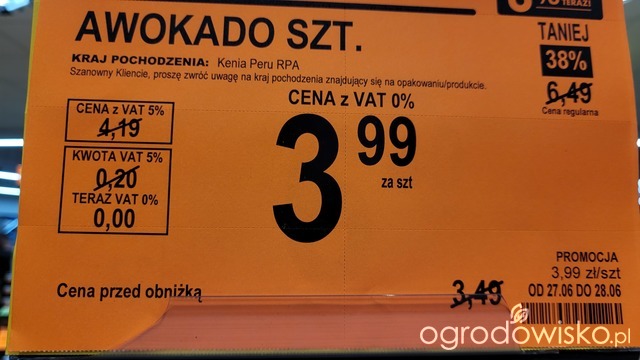 % TERAZ!
AWOKADO SZT.
KRAJ POCHODZENIA: Kenia Peru RPA
Szanowny Kliencie, proszę zwróć uwagę na kraj pochodzenia znajdujący się na opakowaniu/produkcie.
TANIEJ
38%
6,49
Cena regularna
CENA z VAT 5%
4,19
KWOTA VAT 5%
0,20
TERAZ VAT 0%
0,00
CENA z VAT 0%
3 99
za szt
PROMOCJA
3,99 zł/szt
OD 27.06 DO 28.06
Cena przed obniżką
3,49
ogrodowisko.pl